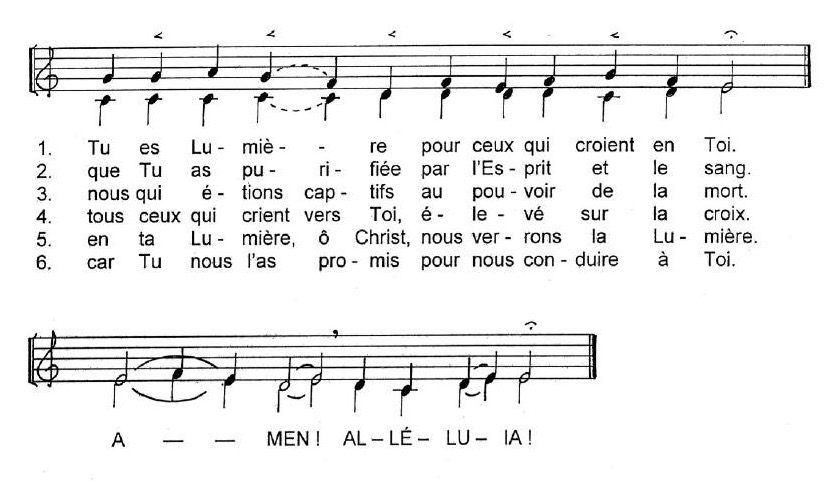 1. Tu es Lu - miè - - re pour ceux qui croient en Toi.
2. que Tu as pu - ri - fiée par l'Es - prit et le sang.
3. nous qui é - tions cap - tifs au pou - voir de la mort.
4. tous ceux qui crient vers Toi, é - le - vé sur la croix.
5. en ta Lu - mière, ô Christ, nous ver - rons la Lu - mière.
6. car Tu nous l'as pro - mis pour nous con - duire à Toi.
A — — MEN ! AL – LÉ – LU – IA !